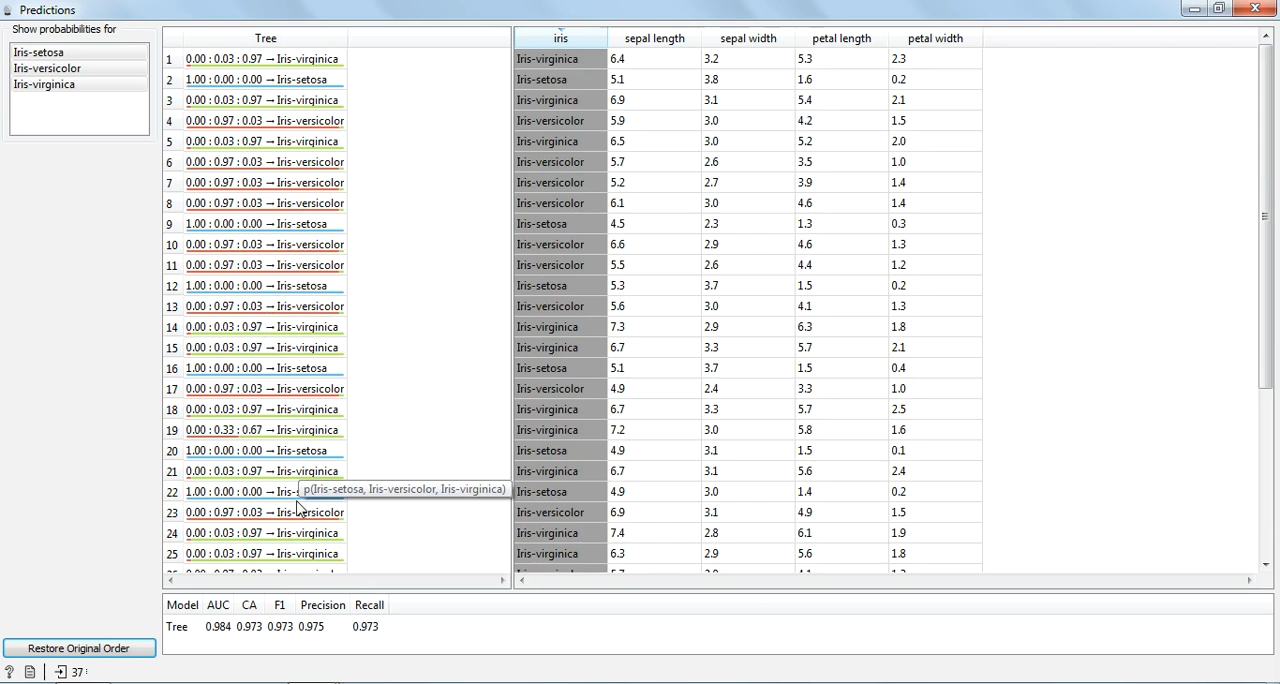 Predictions
Show probabibilities for
Iris-setosa
Iris-versicolor
Iris-virginica
Tree iris sepal length sepal width petal length petal width
1 0.00 : 0.03 : 0.97 → Iris-virginica Iris-virginica 6.4 3.2 5.3 2.3
2 1.00 : 0.00 : 0.00 → Iris-setosa Iris-setosa 5.1 3.8 1.6 0.2
3 0.00 : 0.03 : 0.97 → Iris-virginica Iris-virginica 6.9 3.1 5.4 2.1
4 0.00 : 0.97 : 0.03 → Iris-versicolor Iris-versicolor 5.9 3.0 4.2 1.5
5 0.00 : 0.03 : 0.97 → Iris-virginica Iris-virginica 6.5 3.0 5.2 2.0
6 0.00 : 0.97 : 0.03 → Iris-versicolor Iris-versicolor 5.7 2.6 3.5 1.0
7 0.00 : 0.97 : 0.03 → Iris-versicolor Iris-versicolor 5.2 2.7 3.9 1.4
8 0.00 : 0.97 : 0.03 → Iris-versicolor Iris-versicolor 6.1 3.0 4.6 1.4
9 1.00 : 0.00 : 0.00 → Iris-setosa Iris-setosa 4.5 2.3 1.3 0.3
10 0.00 : 0.97 : 0.03 → Iris-versicolor Iris-versicolor 6.6 2.9 4.6 1.3
11 0.00 : 0.97 : 0.03 → Iris-versicolor Iris-versicolor 5.5 2.6 4.4 1.2
12 1.00 : 0.00 : 0.00 → Iris-setosa Iris-setosa 5.3 3.7 1.5 0.2
13 0.00 : 0.97 : 0.03 → Iris-versicolor Iris-versicolor 5.6 3.0 4.1 1.3
14 0.00 : 0.03 : 0.97 → Iris-virginica Iris-virginica 7.3 2.9 6.3 1.8
15 0.00 : 0.03 : 0.97 → Iris-virginica Iris-virginica 6.7 3.3 5.7 2.1
16 1.00 : 0.00 : 0.00 → Iris-setosa Iris-setosa 5.1 3.7 1.5 0.4
17 0.00 : 0.97 : 0.03 → Iris-versicolor Iris-versicolor 4.9 2.4 3.3 1.0
18 0.00 : 0.03 : 0.97 → Iris-virginica Iris-virginica 6.7 3.3 5.7 2.5
19 0.00 : 0.33 : 0.67 → Iris-virginica Iris-virginica 7.2 3.0 5.8 1.6
20 1.00 : 0.00 : 0.00 → Iris-setosa Iris-setosa 4.9 3.1 1.5 0.1
21 0.00 : 0.03 : 0.97 → Iris-virginica Iris-virginica 6.7 3.1 5.6 2.4
22 1.00 : 0.00 : 0.00 → Iris- p(Iris-setosa, Iris-versicolor, Iris-virginica) Iris-setosa 4.9 3.0 1.4 0.2
23 0.00 : 0.97 : 0.03 → Iris-versicolor Iris-versicolor 6.9 3.1 4.9 1.5
24 0.00 : 0.03 : 0.97 → Iris-virginica Iris-virginica 7.4 2.8 6.1 1.9
25 0.00 : 0.03 : 0.97 → Iris-virginica Iris-virginica 6.3 2.9 5.6 1.8
Model AUC CA F1 Precision Recall
Tree 0.984 0.973 0.973 0.975 0.973
Restore Original Order
? 37